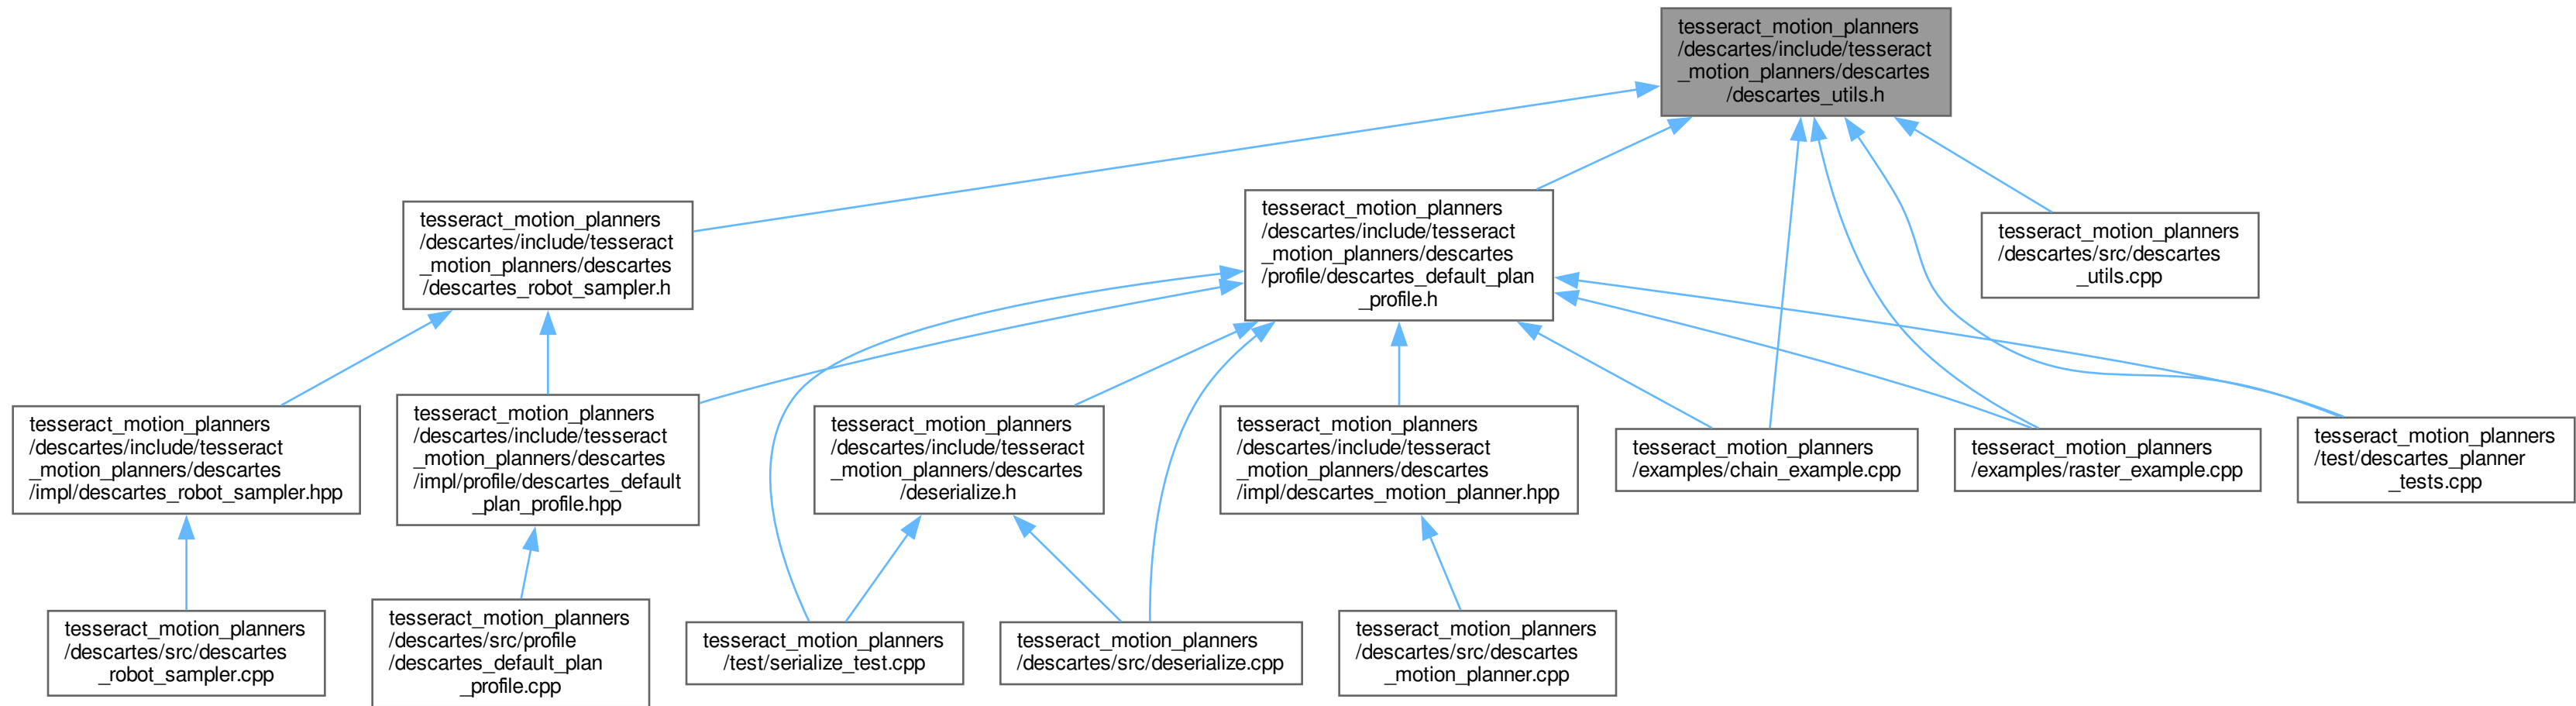 tesseract_motion_planners
/descartes/include/tesseract
_motion_planners/descartes
/descartes_utils.h
tesseract_motion_planners
/descartes/include/tesseract
_motion_planners/descartes
/descartes_robot_sampler.h
tesseract_motion_planners
/descartes/include/tesseract
_motion_planners/descartes
/profile/descartes_default_plan
_profile.h
tesseract_motion_planners
/descartes/src/descartes
_utils.cpp
tesseract_motion_planners
/descartes/include/tesseract
_motion_planners/descartes
/impl/descartes_robot_sampler.hpp
tesseract_motion_planners
/descartes/include/tesseract
_motion_planners/descartes
/impl/profile/descartes_default
_plan_profile.hpp
tesseract_motion_planners
/descartes/include/tesseract
_motion_planners/descartes
/deserialize.h
tesseract_motion_planners
/descartes/include/tesseract
_motion_planners/descartes
/impl/descartes_motion_planner.hpp
tesseract_motion_planners
/examples/chain_example.cpp
tesseract_motion_planners
/examples/raster_example.cpp
tesseract_motion_planners
/test/descartes_planner
_tests.cpp
tesseract_motion_planners
/descartes/src/descartes
_robot_sampler.cpp
tesseract_motion_planners
/descartes/src/profile
/descartes_default_plan
_profile.cpp
tesseract_motion_planners
/test/serialize_test.cpp
tesseract_motion_planners
/descartes/src/deserialize.cpp
tesseract_motion_planners
/descartes/src/descartes
_motion_planner.cpp